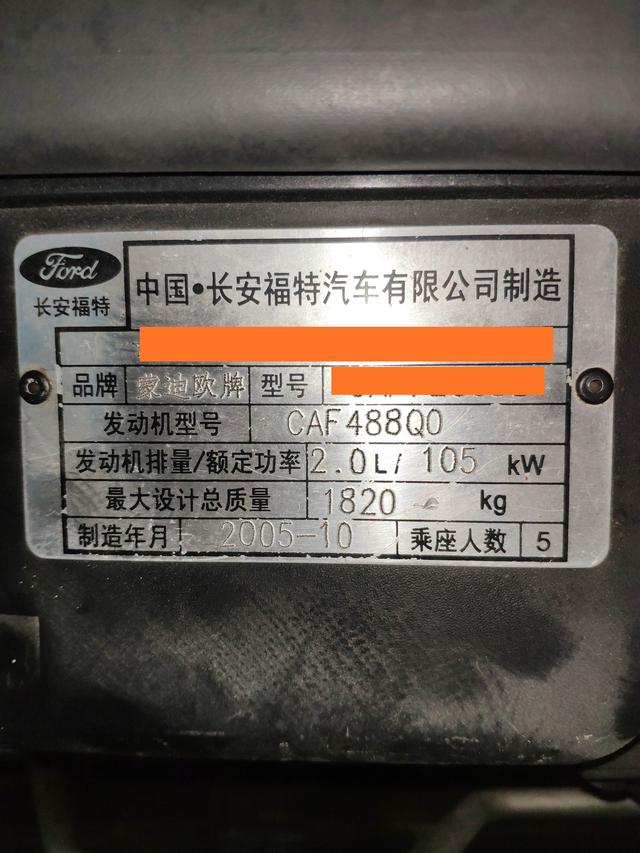 Ford
长安福特
中国•长安福特汽车有限公司制造
品牌 蒙迪欧牌 型号
发动机型号 CAF488Q0
发动机排量/额定功率 2.0L/ 105 kW
最大设计总质量 1820 kg
制造年月 2005-10 乘座人数 5